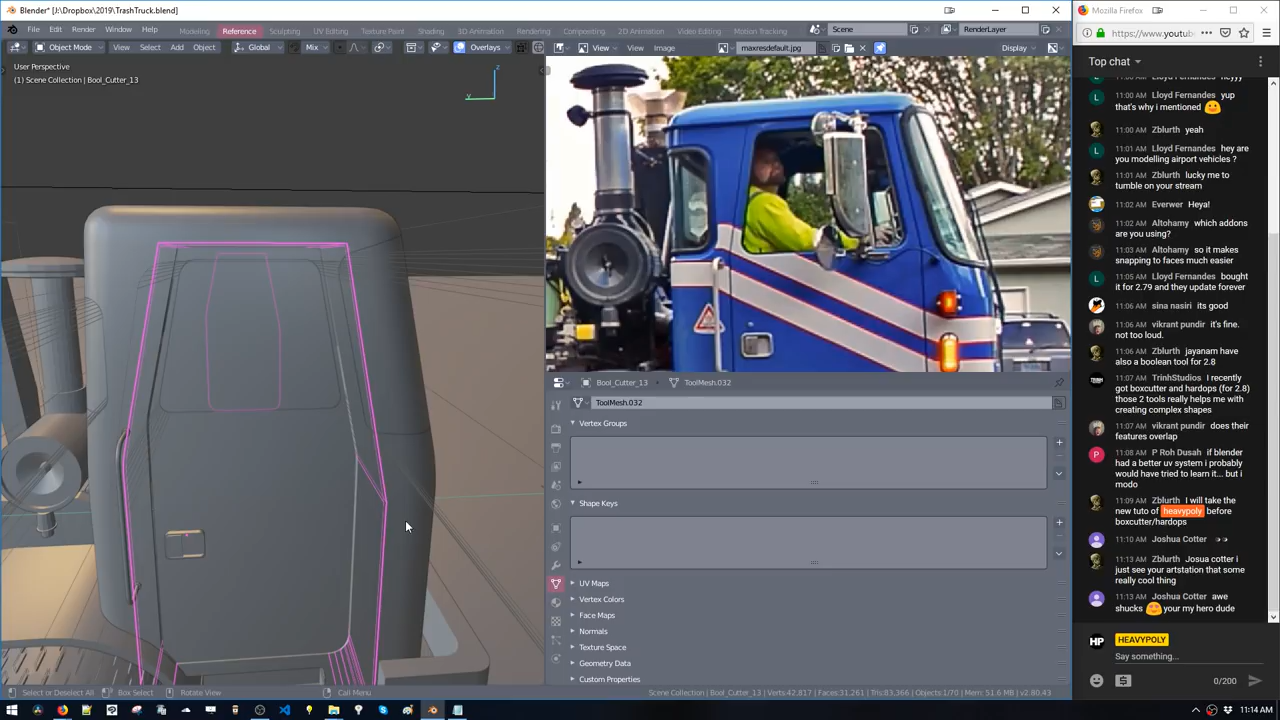 Blender* [J:\Dropbox\2019\TrashTruck.blend]
File Edit Render Window Help Modeling Reference Sculpting UV Editing Texture Paint Shading 3D Animation Rendering Compositing 2D Animation Video Editing Motion Tracking Scene RenderLayer
Object Mode View Select Add Object Global Mix Overlays View View Image maxresdefault.jpg Display
User Perspective
(1) Scene Collection | Bool_Cutter_13
z
Y
Bool_Cutter_13 ToolMesh.032
ToolMesh.032
Vertex Groups
Shape Keys
UV Maps
Vertex Colors
Face Maps
Normals
Texture Space
Geometry Data
Custom Properties
Select or Deselect All Box Select Rotate View Call Menu Scene Collection | Bool_Cutter_13 | Verts:42,817 | Faces:31,261 | Tris:83,366 | Objects:1/70 | Mem: 51.6 MB | v2.80.43
11:14 AM
Mozilla Firefox
https://www.youtub
Top chat
11:00 AM Lloyd Fernandes heyyy
11:00 AM Lloyd Fernandes yup
that's why i mentioned
11:00 AM Zblurth yeah
11:01 AM Lloyd Fernandes hey are
you modelling airport vehicles ?
11:01 AM Zblurth lucky me to
tumble on your stream
11:02 AM Everwer Heya!
11:02 AM Altohamy which addons
are you using?
11:03 AM Altohamy so it makes
snapping to faces much easier
11:05 AM Lloyd Fernandes bought
it for 2.79 and they update forever
11:06 AM sina nasiri its good
11:06 AM vikrant pundir it's fine.
not too loud.
11:06 AM Zblurth jayanam have
also a boolean tool for 2.8
11:07 AM TrinhStudios I recently
got boxcutter and hardops (for 2.8)
those 2 tools really helps me with
creating complex shapes
11:07 AM vikrant pundir does their
features overlap
11:08 AM P Roh Dusah if blender
had a better uv system i probably
would have tried to learn it... but i
modo
11:09 AM Zblurth I will take the
new tuto of heavypoly before
boxcutter/hardops
11:10 AM Joshua Cotter
11:13 AM Zblurth Josua cotter i
just see your artstation that some
really cool thing
11:13 AM Joshua Cotter awe
shucks your my hero dude
HP HEAVYPOLY
Say something...
0/200